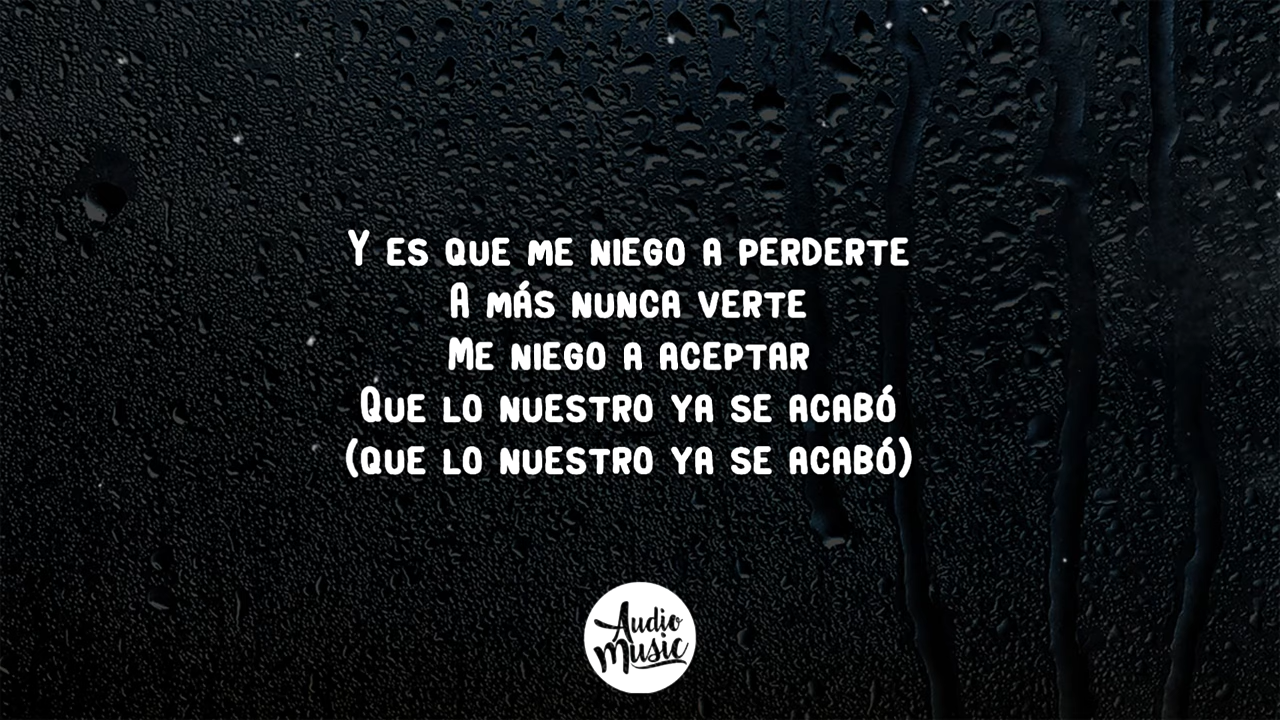 Y ES QUE ME NIEGO A PERDERTE
A MÁS NUNCA VERTE
ME NIEGO A ACEPTAR
QUE LO NUESTRO YA SE ACABÓ
(QUE LO NUESTRO YA SE ACABÓ)
Audio
Music